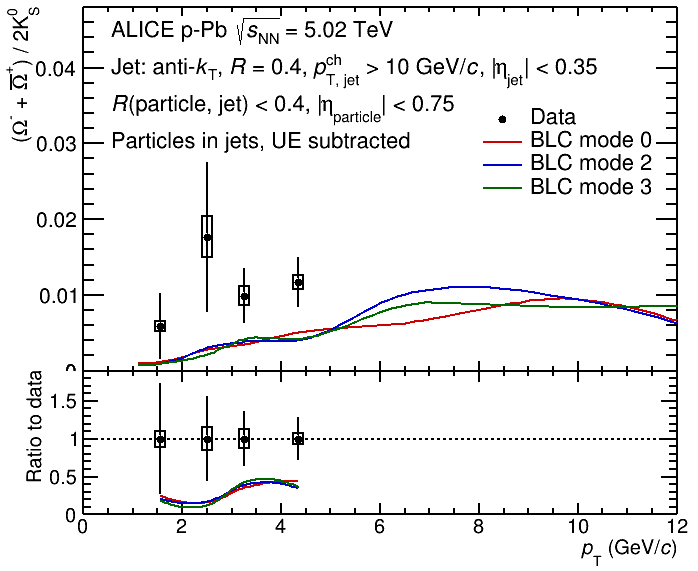 (Ω⁻ + Ω̅⁺) / 2K⁰_S
0.04
0.03
0.02
0.01
0
ALICE p-Pb √s_NN = 5.02 TeV
Jet: anti-k_T, R = 0.4, p^ch_T, jet > 10 GeV/c, |η_jet| < 0.35
R(particle, jet) < 0.4, |η_particle| < 0.75
Particles in jets, UE subtracted
Data
BLC mode 0
BLC mode 2
BLC mode 3
Ratio to data
1.5
1
0.5
0
0 2 4 6 8 10 12
p_T (GeV/c)